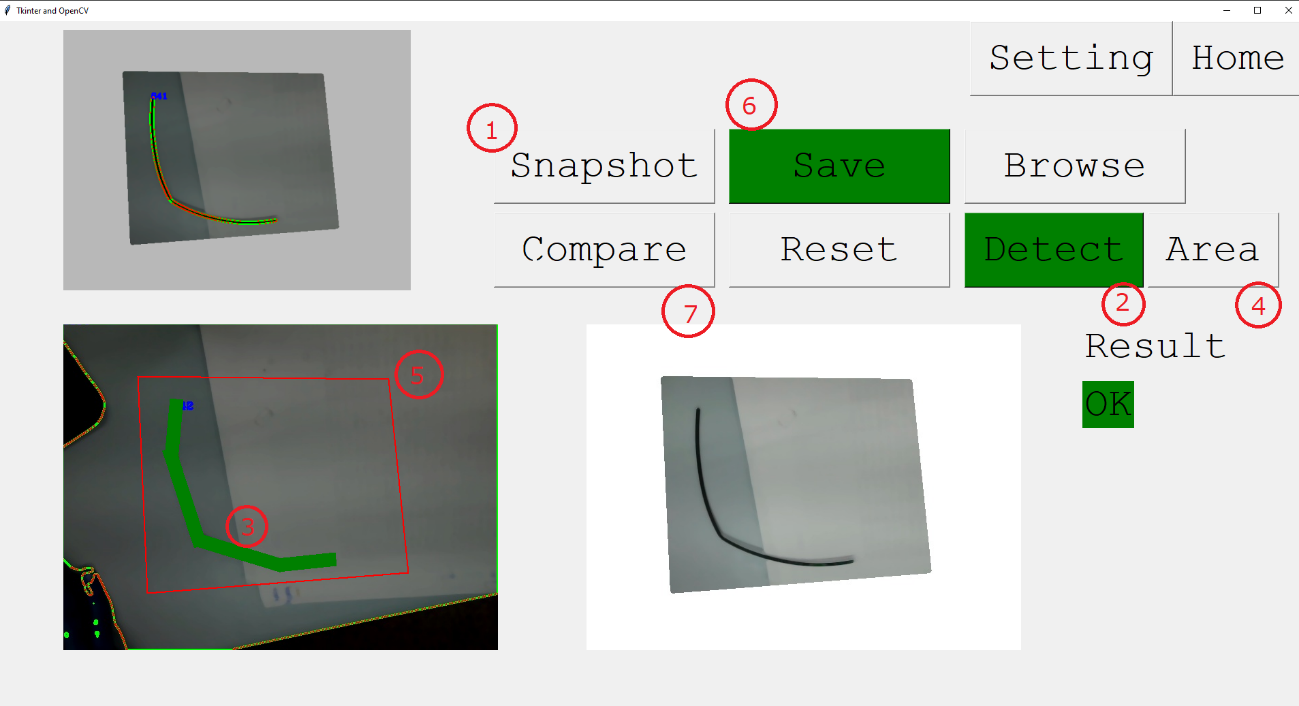 Tkinter and OpenCV
Setting Home
641
1
6
Snapshot Save Browse
Compare Reset Detect Area
7
2
4
Result
5
OK
3